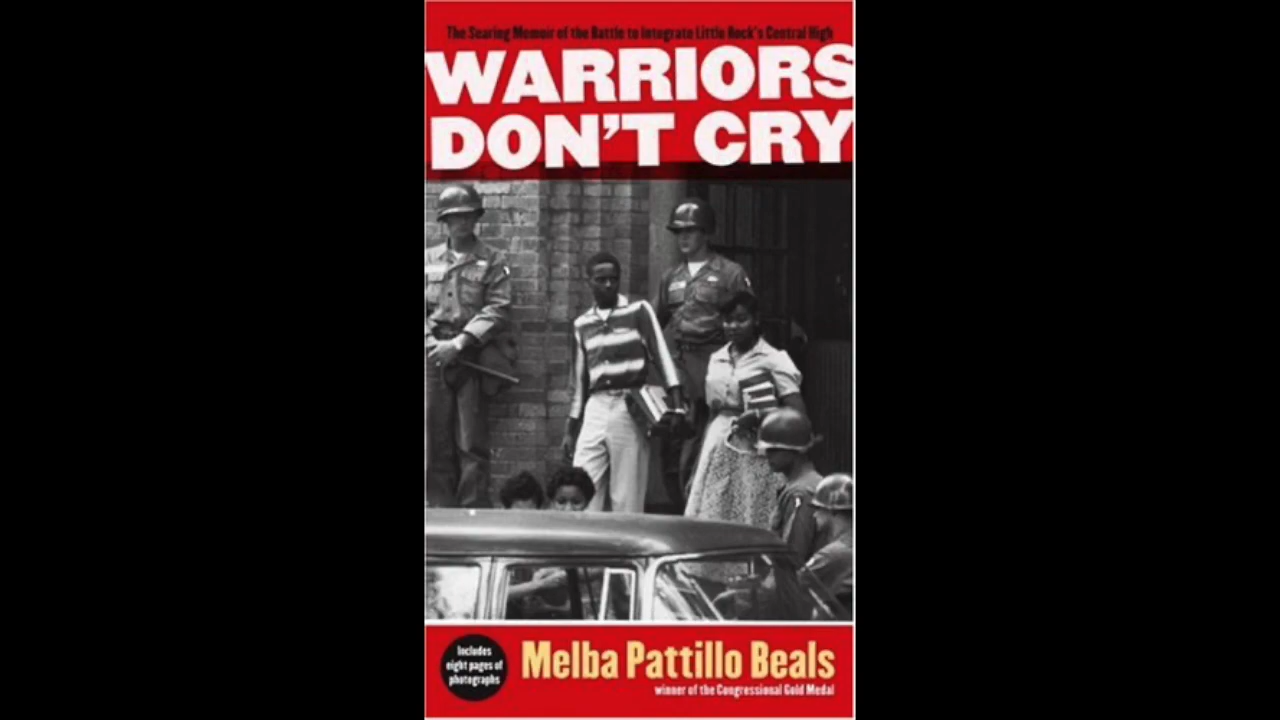 The Searing Memoir of the Battle to Integrate Little Rock's Central High
WARRIORS
DON'T CRY
Includes
eight pages of
photographs
Melba Pattillo Beals
winner of the Congressional Gold Medal